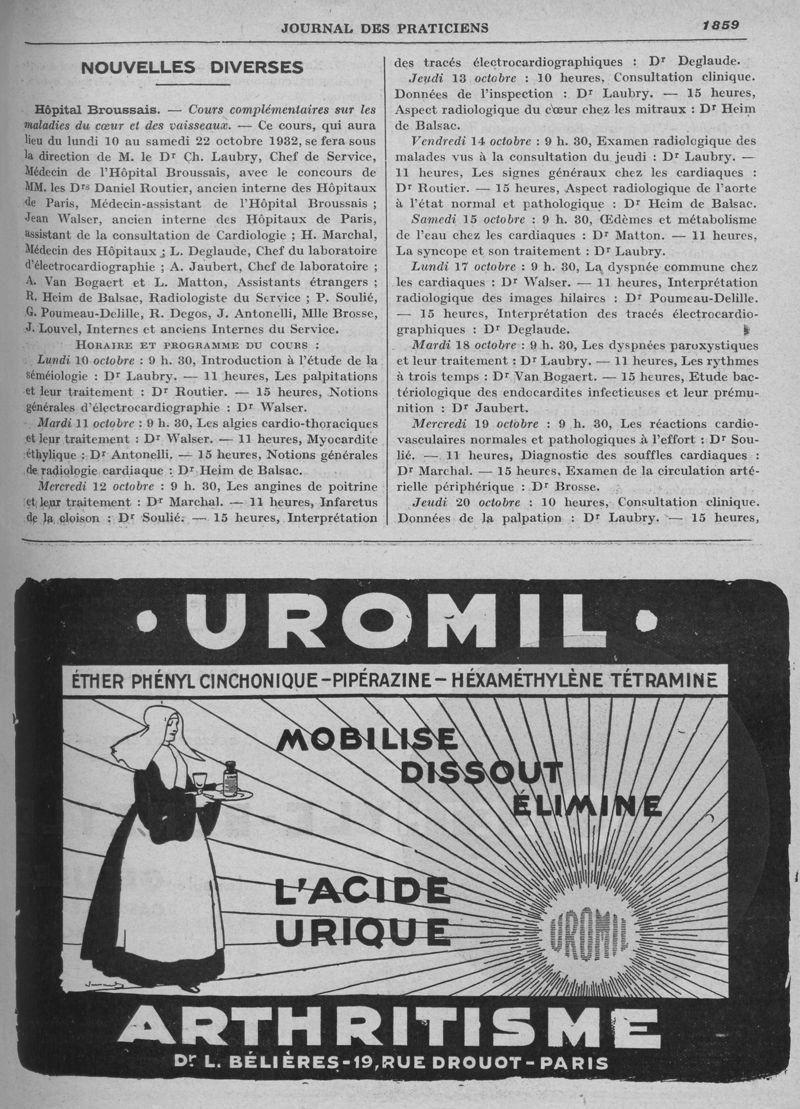 JOURNAL DES PRATICIENS
1859
NOUVELLES DIVERSES
Hôpital Broussais. — Cours complémentaires sur les
maladies du cœur et des vaisseaux. — Ce cours, qui aura
lieu du lundi 10 au samedi 22 octobre 1932, se fera sous
la direction de M. le Dr Ch. Laubry, Chef de Service,
Médecin de l'Hôpital Broussais, avec le concours de
MM. les Drs Daniel Routier, ancien interne des Hôpitaux
de Paris, Médecin-assistant de l'Hôpital Broussais ;
Jean Walser, ancien interne des Hôpitaux de Paris,
assistant de la consultation de Cardiologie ; H. Marchal,
Médecin des Hôpitaux ; L. Deglaude, Chef du laboratoire
d'électrocardiographie ; A. Jaubert, Chef de laboratoire ;
A. Van Bogaert et L. Matton, Assistants étrangers ;
R. Heim de Balsac, Radiologiste du Service ; P. Soulié,
G. Poumeau-Delille, R. Degos, J. Antonelli, Mlle Brosse,
J. Louvel, Internes et anciens Internes du Service.
HORAIRE ET PROGRAMME DU COURS :
Lundi 10 octobre : 9 h. 30, Introduction à l'étude de la
séméiologie : Dr Laubry. — 11 heures, Les palpitations
et leur traitement : Dr Routier. — 15 heures, Notions
générales d'électrocardiographie : Dr Walser.
Mardi 11 octobre : 9 h. 30, Les algies cardio-thoraciques
et leur traitement : Dr Walser. — 11 heures, Myocardite
éthylique : Dr Antonelli. — 15 heures, Notions générales
de radiologie cardiaque : Dr Heim de Balsac.
Mercredi 12 octobre : 9 h. 30, Les angines de poitrine
et leur traitement : Dr Marchal. — 11 heures, Infarctus
de la cloison : Dr Soulié. — 15 heures, Interprétation
des tracés électrocardiographiques : Dr Deglaude.
Jeudi 13 octobre : 10 heures, Consultation clinique.
Données de l'inspection : Dr Laubry. — 15 heures,
Aspect radiologique du cœur chez les mitraux : Dr Heim
de Balsac.
Vendredi 14 octobre : 9 h. 30, Examen radiologique des
malades vus à la consultation du jeudi : Dr Laubry. —
11 heures, Les signes généraux chez les cardiaques :
Dr Routier. — 15 heures, Aspect radiologique de l'aorte
à l'état normal et pathologique : Dr Heim de Balsac.
Samedi 15 octobre : 9 h. 30, Œdèmes et métabolisme
de l'eau chez les cardiaques : Dr Matton. — 11 heures,
La syncope et son traitement : Dr Laubry.
Lundi 17 octobre : 9 h. 30, La dyspnée commune chez
les cardiaques : Dr Walser. — 11 heures, Interprétation
radiologique des images hilaires : Dr Poumeau-Delille.
— 15 heures, Interprétation des tracés électrocardio-
graphiques : Dr Deglaude.
Mardi 18 octobre : 9 h. 30, Les dyspnées paroxystiques
et leur traitement : Dr Laubry. — 11 heures, Les rythmes
à trois temps : Dr Van Bogaert. — 15 heures, Etude bac-
tériologique des endocardites infectieuses et leur prému-
nition : Dr Jaubert.
Mercredi 19 octobre : 9 h. 30, Les réactions cardio-
vasculaires normales et pathologiques à l'effort : Dr Sou-
lié. — 11 heures, Diagnostic des souffles cardiaques :
Dr Marchal. — 15 heures, Examen de la circulation arté-
rielle périphérique : Dr Brosse.
Jeudi 20 octobre : 10 heures, Consultation clinique.
Données de la palpation : Dr Laubry. — 15 heures,
• UROMIL •
ÉTHER PHÉNYL CINCHONIQUE-PIPÉRAZINE-HÉXAMÉTHYLÈNE TÉTRAMINE
MOBILISE
DISSOUT
ÉLIMINE
L'ACIDE
URIQUE
UROMIL
ARTHRITISME
Dr L. BÉLIÈRES-19, RUE DROUOT-PARIS